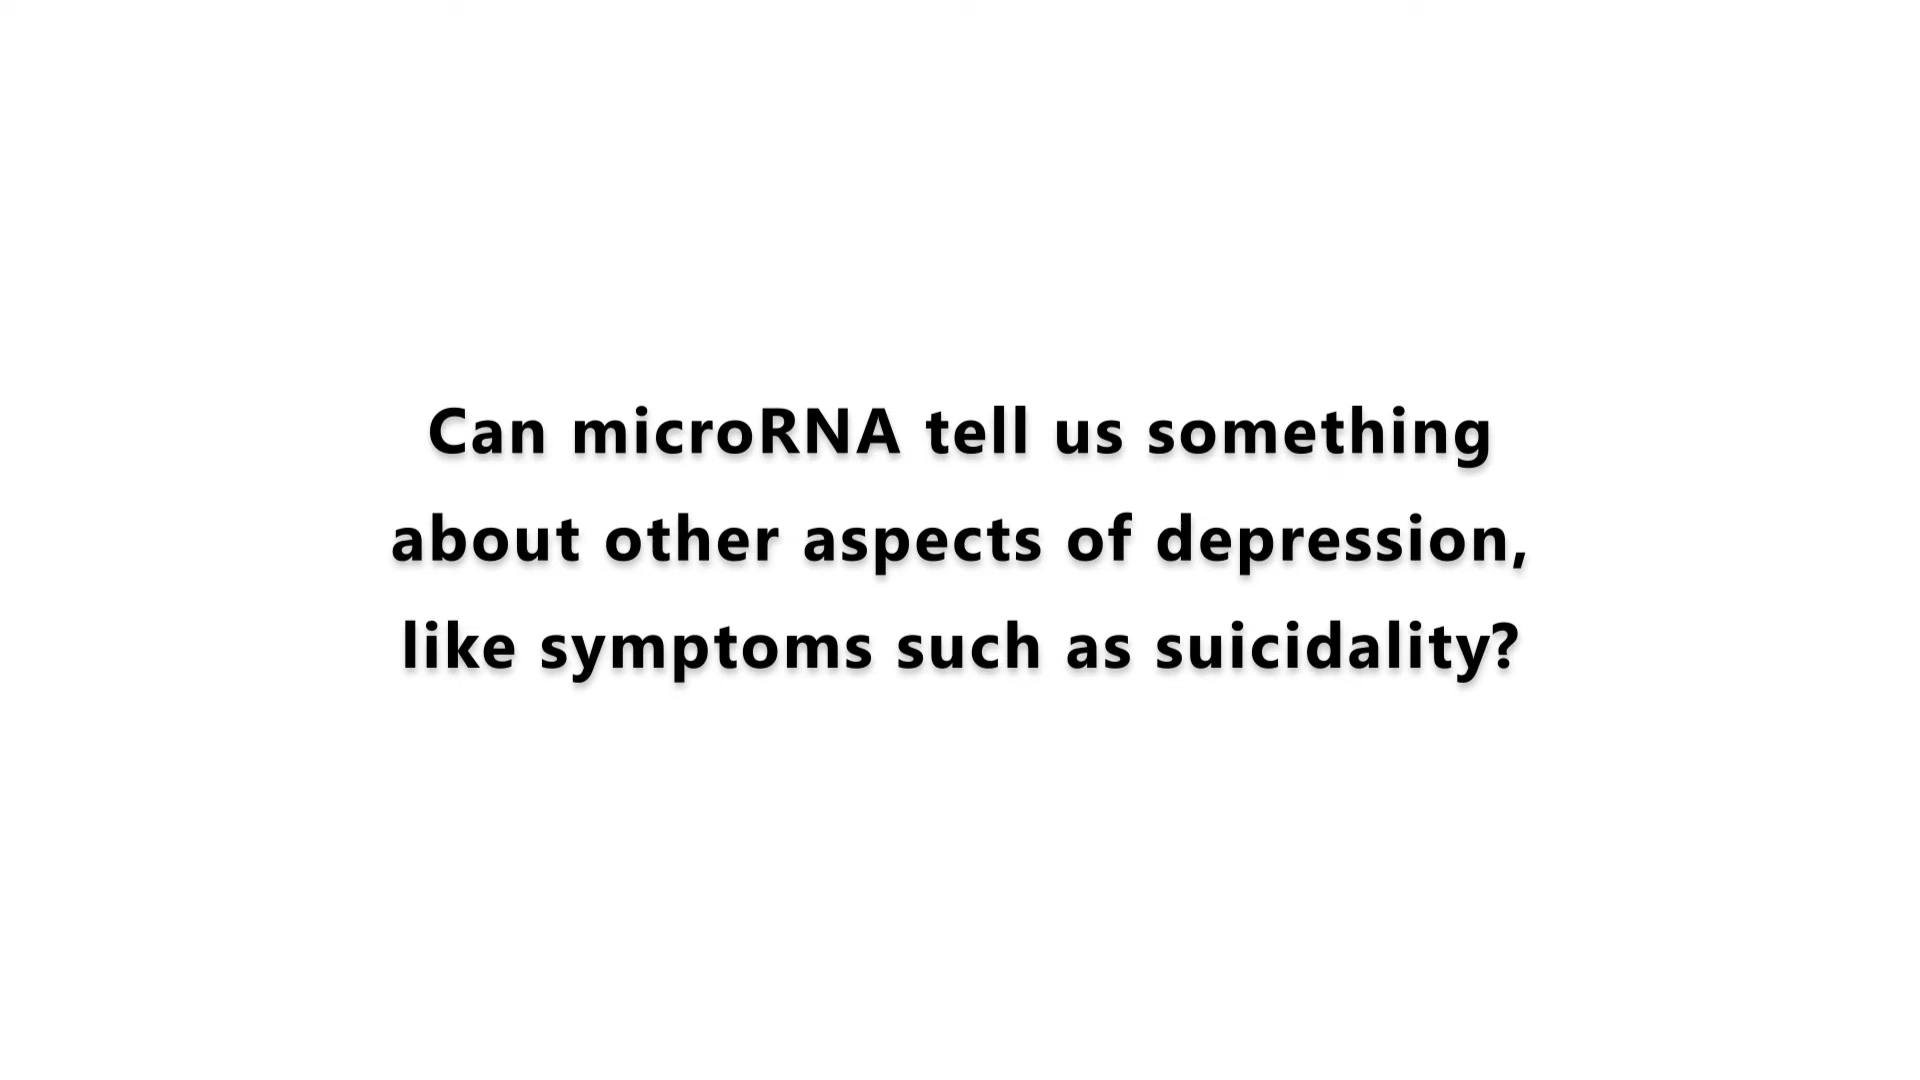 Can microRNA tell us something
about other aspects of depression,
like symptoms such as suicidality?